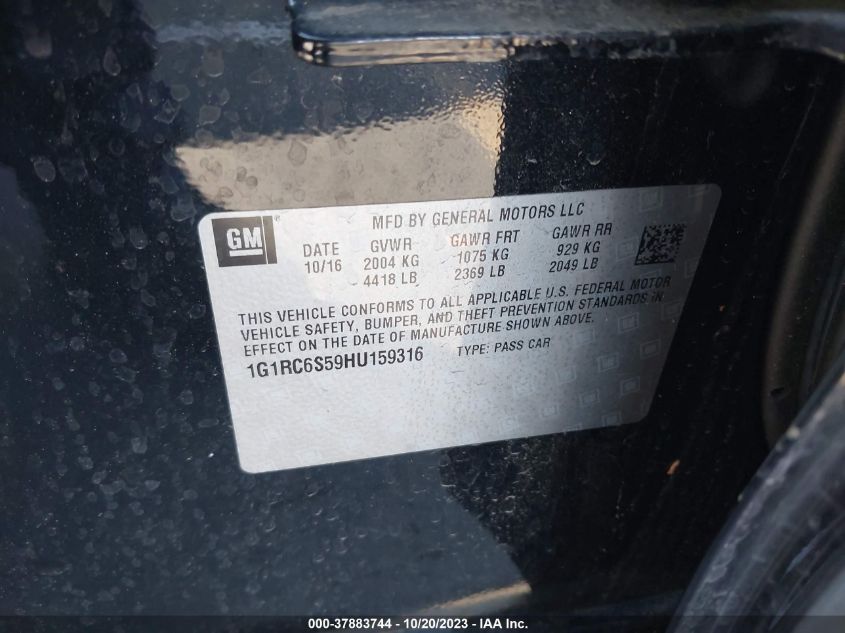 GM
MFD BY GENERAL MOTORS LLC
DATE GVWR GAWR FRT GAWR RR
10/16 2004 KG 1075 KG 929 KG
4418 LB 2369 LB 2049 LB
THIS VEHICLE CONFORMS TO ALL APPLICABLE U.S. FEDERAL MOTOR
VEHICLE SAFETY, BUMPER, AND THEFT PREVENTION STANDARDS IN
EFFECT ON THE DATE OF MANUFACTURE SHOWN ABOVE.
1G1RC6S59HU159316 TYPE: PASS CAR
000-37883744 - 10/20/2023 - IAA Inc.